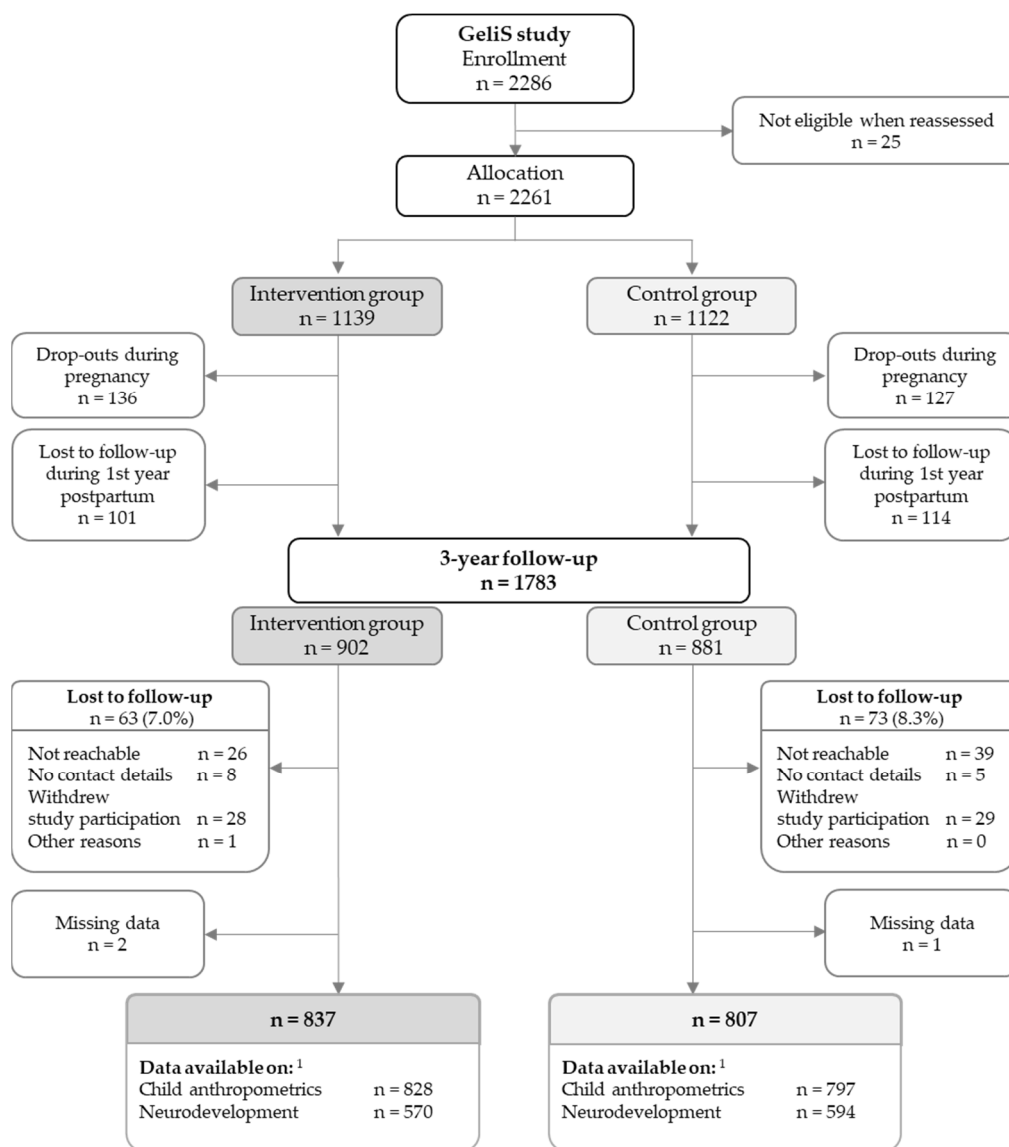 GeliS study
Enrollment
n = 2286
Not eligible when reassessed
n = 25
Allocation
n = 2261
Intervention group
n = 1139
Control group
n = 1122
Drop-outs during
pregnancy
n = 136
Drop-outs during
pregnancy
n = 127
Lost to follow-up
during 1st year
postpartum
n = 101
Lost to follow-up
during 1st year
postpartum
n = 114
3-year follow-up
n = 1783
Intervention group
n = 902
Control group
n = 881
Lost to follow-up
n = 63 (7.0%)
Not reachable n = 26
No contact details n = 8
Withdrew
study participation n = 28
Other reasons n = 1
Lost to follow-up
n = 73 (8.3%)
Not reachable n = 39
No contact details n = 5
Withdrew
study participation n = 29
Other reasons n = 0
Missing data
n = 2
Missing data
n = 1
n = 837
Data available on: 1
Child anthropometrics n = 828
Neurodevelopment n = 570
n = 807
Data available on: 1
Child anthropometrics n = 797
Neurodevelopment n = 594